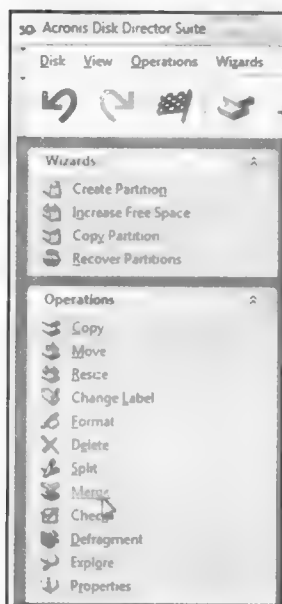 Acronis Disk Director Suite
Disk View Operations Wizards
Wizards
Create Partition
Increase Free Space
Copy Partition
Recover Partitions
Operations
Copy
Move
Resize
Change Label
Format
Delete
Split
Merge
Check
Defragment
Explore
Properties